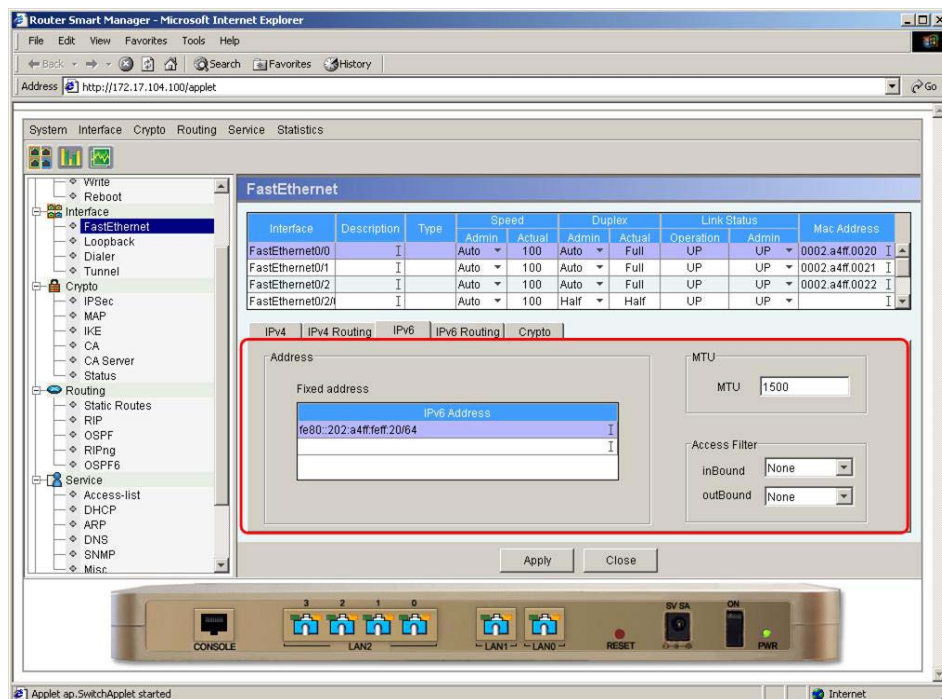 Router Smart Manager - Microsoft Internet Explorer
File Edit View Favorites Tools Help
Back Search Favorites History
Address http://172.17.104.100/applet Go
System Interface Crypto Routing Service Statistics
Write
Reboot
Interface
FastEthernet
Loopback
Dialer
Tunnel
Crypto
IPSec
MAP
IKE
CA
CA Server
Status
Routing
Static Routes
RIP
OSPF
RIPng
OSPF6
Service
Access-list
DHCP
ARP
DNS
SNMP
Misc
FastEthernet
Interface Description Type Speed Duplex Link Status Mac Address
Admin Actual Admin Actual Operation Admin
FastEthernet0/0 Auto 100 Auto Full UP UP 0002.a4ff.0020
FastEthernet0/1 Auto 100 Auto Full UP UP 0002.a4ff.0021
FastEthernet0/2 Auto 100 Auto Full UP UP 0002.a4ff.0022
FastEthernet0/2/ Auto 100 Half Half UP UP
IPv4 IPv4 Routing IPv6 IPv6 Routing Crypto
Address
Fixed address
IPv6 Address
fe80::202:a4ff:feff:20/64
MTU
MTU 1500
Access Filter
inBound None
outBound None
Apply Close
3 2 1 0
CONSOLE LAN2 LAN1 LAN0 RESET 5V 5A ON PWR
Applet ap.SwitchApplet started Internet